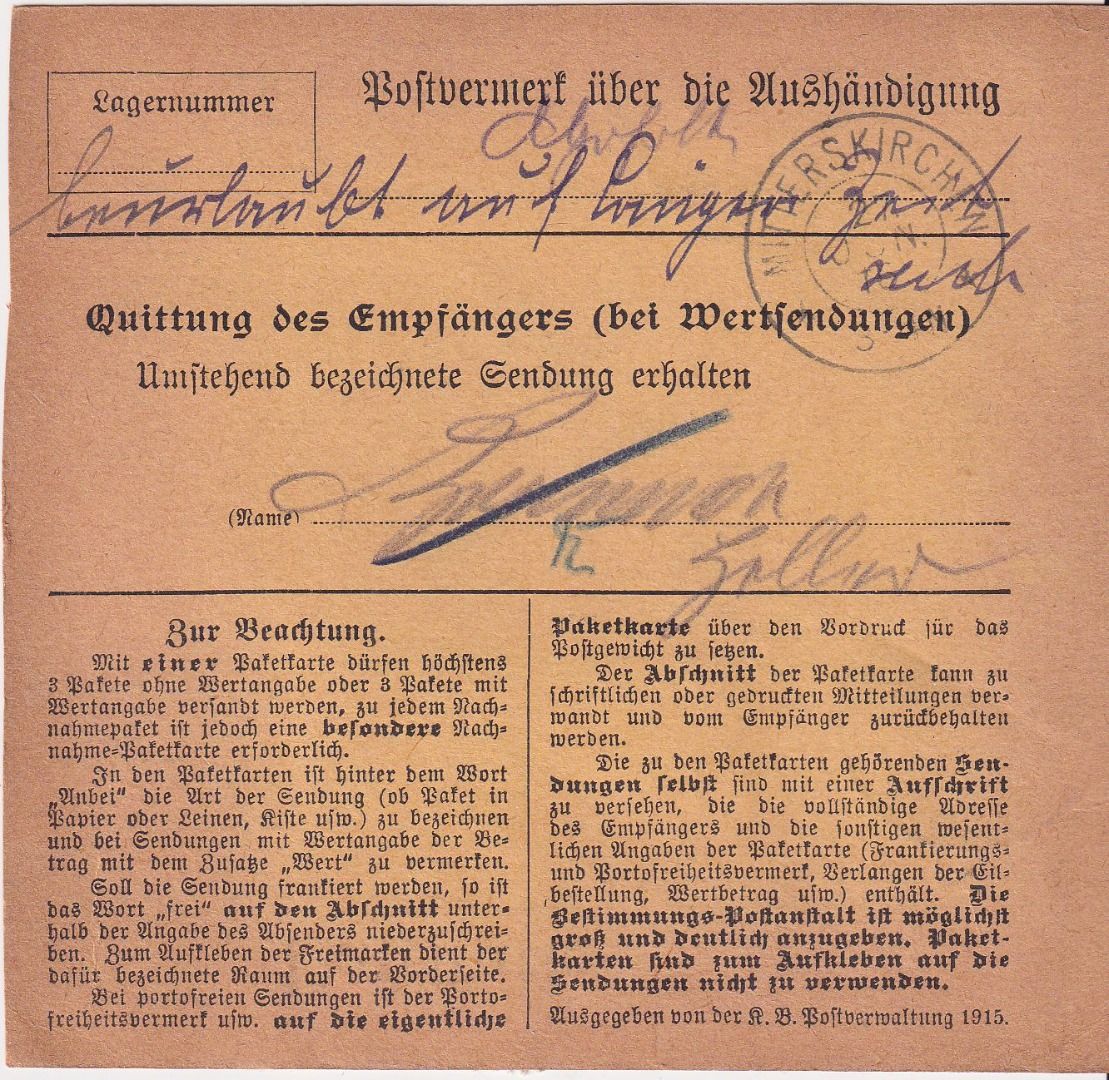 Lagernummer
Postvermerk über die Aushändigung
beurlaubt auf Zeit
MITTERSKIRCHEN
Quittung des Empfängers (bei Wertsendungen)
Umstehend bezeichnete Sendung erhalten
(Name)
Zeller
Zur Beachtung.
Mit einer Paketkarte dürfen höchstens
3 Pakete ohne Wertangabe oder 3 Pakete mit
Wertangabe versandt werden, zu jedem Nach-
nahmepaket ist jedoch eine besondere Nach-
nahme-Paketkarte erforderlich.
In den Paketkarten ist hinter dem Wort
„Anbei“ die Art der Sendung (ob Paket in
Papier oder Leinen, Kiste usw.) zu bezeichnen
und bei Sendungen mit Wertangabe der Be-
trag mit dem Zusatze „Wert“ zu vermerken.
Soll die Sendung frankiert werden, so ist
das Wort „frei“ auf den Abschnitt unter-
halb der Angabe des Absenders niederzuschrei-
ben. Zum Aufkleben der Freimarken dient der
dafür bezeichnete Raum auf der Vorderseite.
Bei portofreien Sendungen ist der Porto-
freiheitsvermerk usw. auf die eigentliche
Paketkarte über den Vordruck für das
Postgewicht zu setzen.
Der Abschnitt der Paketkarte kann zu
schriftlichen oder gedruckten Mitteilungen ver-
wandt und vom Empfänger zurückbehalten
werden.
Die zu den Paketkarten gehörenden Sen-
dungen selbst sind mit einer Aufschrift
zu versehen, die die vollständige Adresse
des Empfängers und die sonstigen wesent-
lichen Angaben der Paketkarte (Frankierungs-
und Portofreiheitsvermerk, Verlangen der Eil-
bestellung, Wertbetrag usw.) enthält. Die
Bestimmungs-Postanstalt ist möglichst
groß und deutlich anzugeben. Paket-
karten sind zum Aufkleben auf die
Sendungen nicht zu verwenden.
Ausgegeben von der K. B. Postverwaltung 1915.